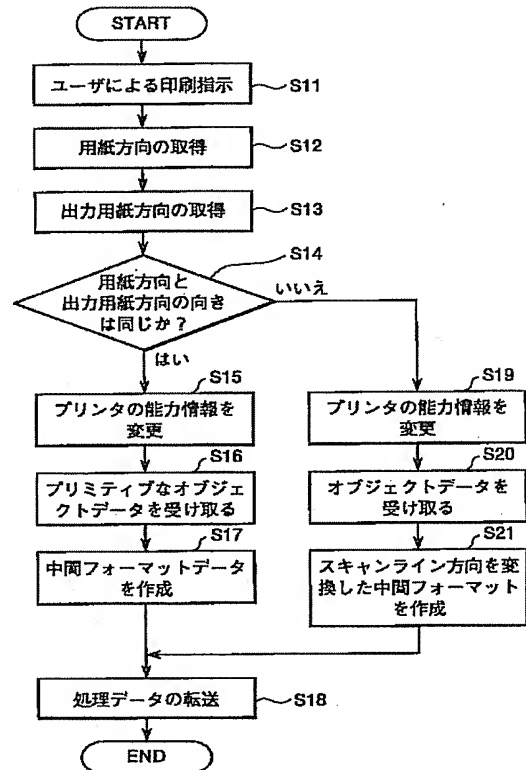 START
ユーザによる印刷指示
S11
用紙方向の取得
S12
出力用紙方向の取得
S13
S14
用紙方向と
出力用紙方向の向き
は同じか？
いいえ
はい
S15
プリンタの能力情報を
変更
S16
プリミティブなオブジェ
クトデータを受け取る
S17
中間フォーマットデータ
を作成
S19
プリンタの能力情報を
変更
S20
オブジェクトデータを
受け取る
S21
スキャンライン方向を変
換した中間フォーマット
を作成
処理データの転送
S18
END